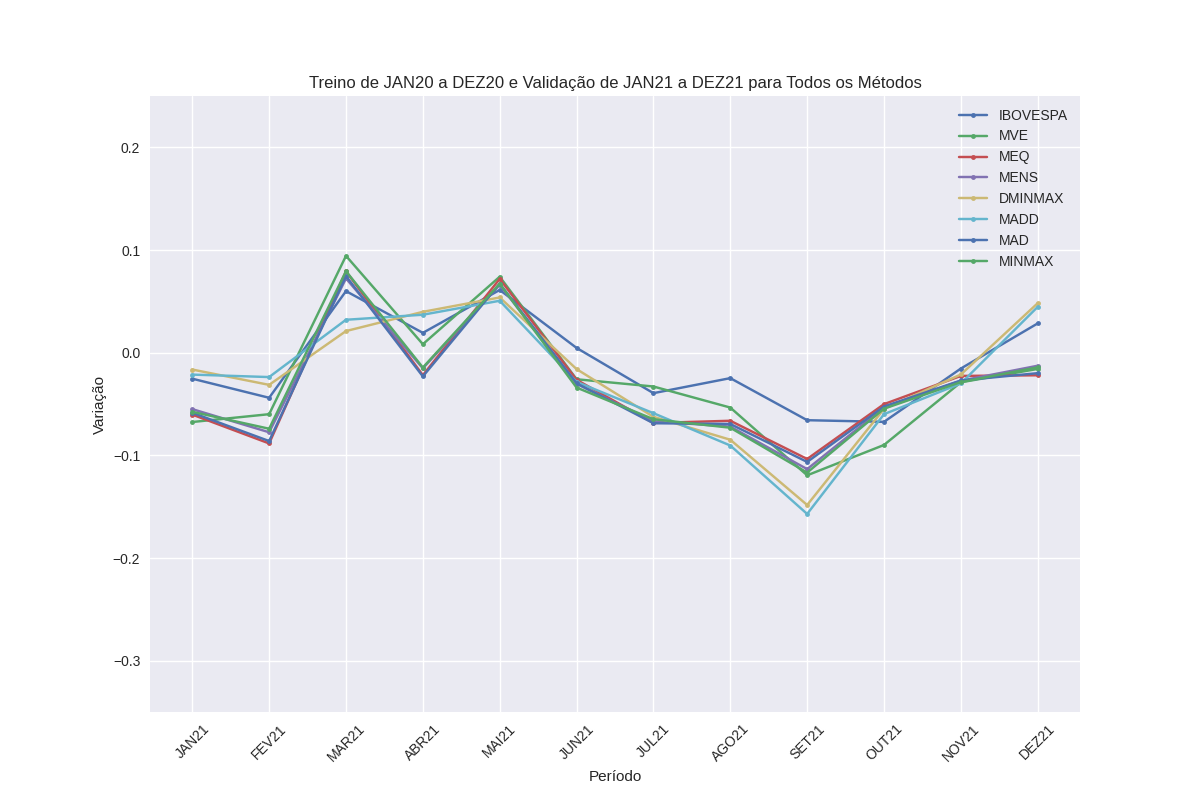 Treino de JAN20 a DEZ20 e Validação de JAN21 a DEZ21 para Todos os Métodos
IBOVESPA
MVE
MEQ
MENS
DMINMAX
MADD
MAD
MINMAX
0.2
0.1
0.0
−0.1
−0.2
−0.3
Variação
JAN21
FEV21
MAR21
ABR21
MAI21
JUN21
JUL21
AGO21
SET21
OUT21
NOV21
DEZ21
Período